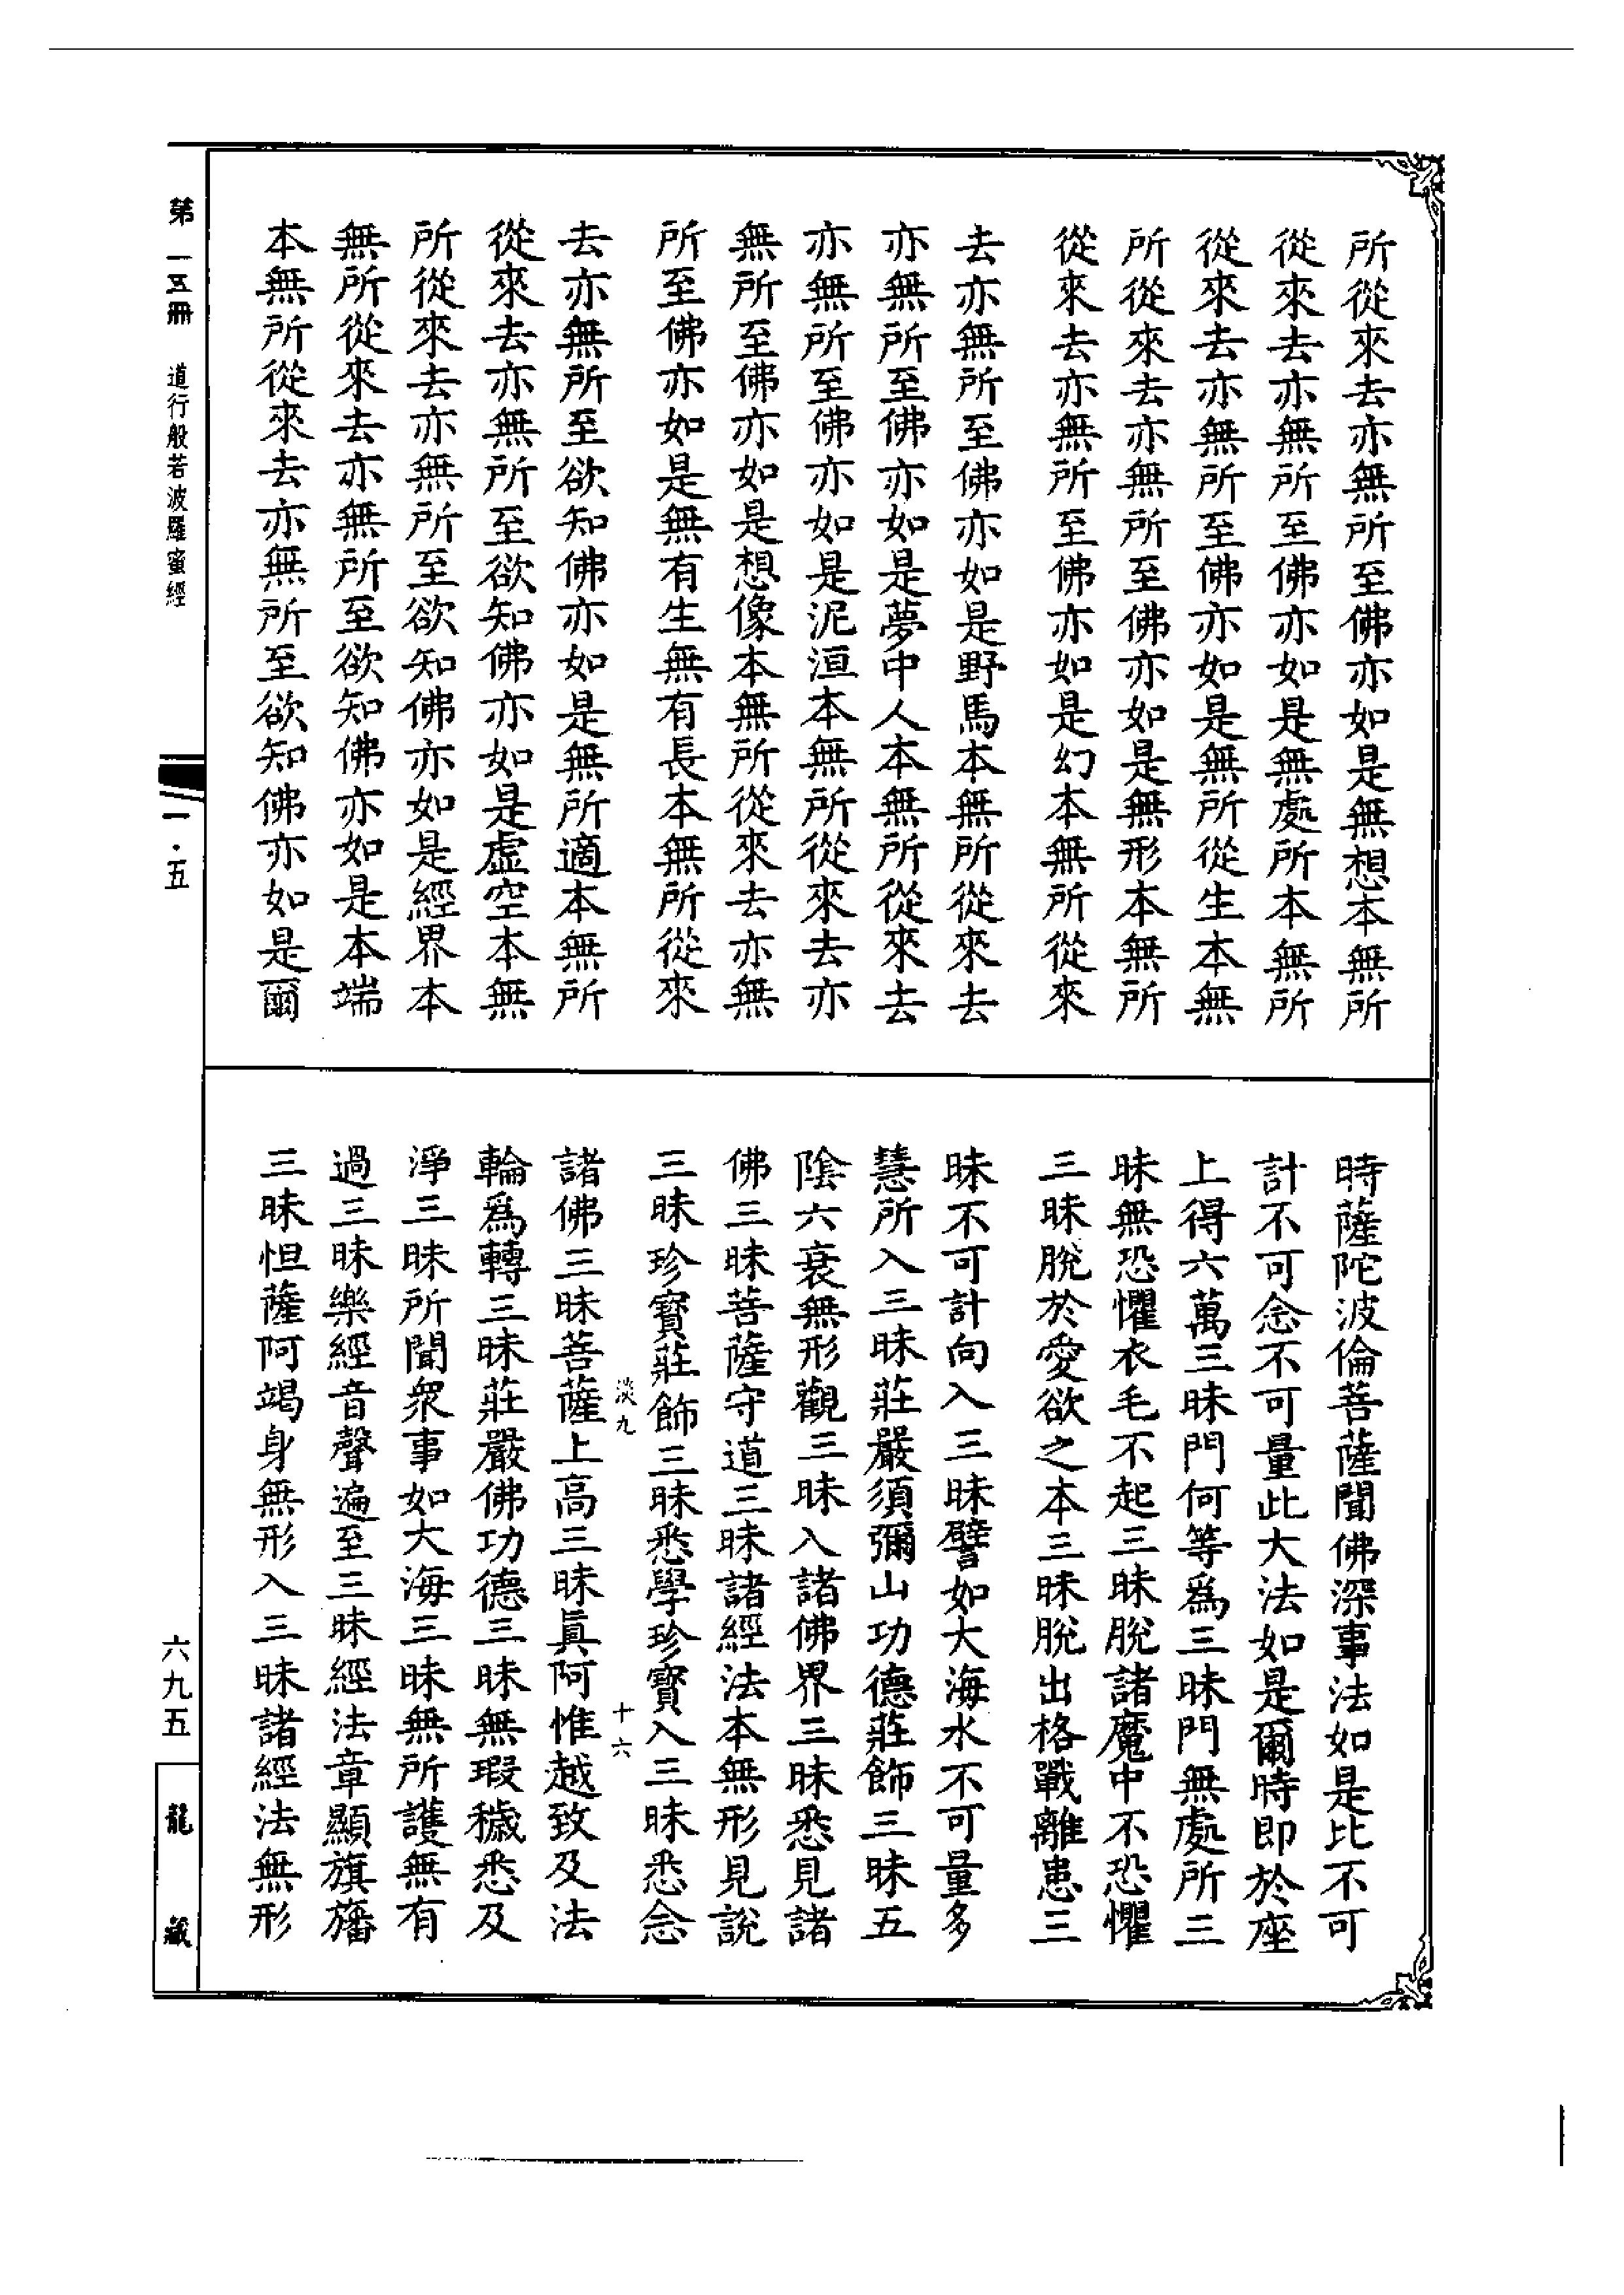 所從來去亦無所至佛亦如是無想本無所
從來去亦無所至佛亦如是無處所本無所
從來去亦無所至佛亦如是無所從生本無
所從來去亦無所至佛亦如是無形本無所
從來去亦無所至佛亦如是幻本無所從來
去亦無所至佛亦如是野馬本無所從來去
亦無所至佛亦如是夢中人本無所從來去
亦無所至佛亦如是泥洹本無所從來去亦
無所至佛亦如是想像本無所從來去亦無
所至佛亦如是無有生無有長本無所從來
去亦無所至欲知佛亦如是無所適本無所
從來去亦無所至欲知佛亦如是虛空本無
所從來去亦無所至欲知佛亦如是經界本
無所從來去亦無所至欲知佛亦如是本端
本無所從來去亦無所至欲知佛亦如是爾
時薩陀波倫菩薩聞佛深事法如是比不可
計不可念不可量此大法如是爾時即於座
上得六萬三昧門何等爲三昧門無處所三
昧無恐懼衣毛不起三昧脫諸魔中不恐懼
三昧脫於愛欲之本三昧脫出格戰離患三
昧不可計向入三昧譬如大海水不可量多
慧所入三昧莊嚴須彌山功德莊飾三昧五
陰六衰無形觀三昧入諸佛界三昧悉見諸
佛三昧菩薩守道三昧諸經法本無形見說
三昧珍寶莊飾三昧悉學珍寶入三昧悉念
淡九
十六
諸佛三昧菩薩上高三昧眞阿惟越致及法
輪爲轉三昧莊嚴佛功德三昧無瑕穢悉及
淨三昧所聞衆事如大海三昧無所護無有
過三昧樂經音聲遍至三昧經法章顯旗旛
三昧怛薩阿竭身無形入三昧諸經法無形
第一五冊 道行般若波羅蜜經
一・五
六九五
龍藏